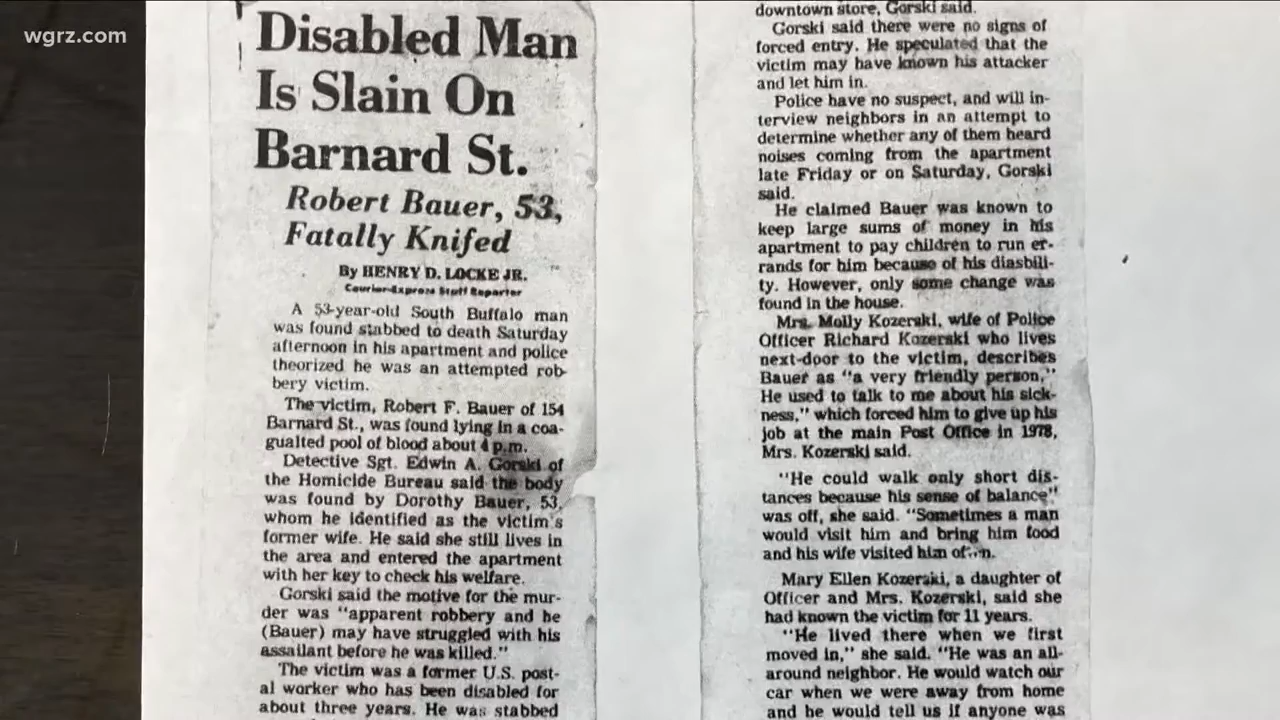 wgrz.com
Disabled Man
Is Slain On
Barnard St.
Robert Bauer, 53,
Fatally Knifed
By HENRY D. LOCKE JR.
Courier-Express Staff Reporter
A 53-year-old South Buffalo man
was found stabbed to death Saturday
afternoon in his apartment and police
theorized he was an attempted rob-
bery victim.
The victim, Robert F. Bauer of 154
Barnard St., was found lying in a coa-
gualted pool of blood about 4 p.m.
Detective Sgt. Edwin A. Gorski of
the Homicide Bureau said the body
was found by Dorothy Bauer, 53,
whom he identified as the victim's
former wife. He said she still lives in
the area and entered the apartment
with her key to check his welfare.
Gorski said the motive for the mur-
der was "apparent robbery and he
(Bauer) may have struggled with his
assailant before he was killed."
The victim was a former U.S. post-
al worker who has been disabled for
about three years. He was stabbed
downtown store, Gorski said.
Gorski said there were no signs of
forced entry. He speculated that the
victim may have known his attacker
and let him in.
Police have no suspect, and will in-
terview neighbors in an attempt to
determine whether any of them heard
noises coming from the apartment
late Friday or on Saturday, Gorski
said.
He claimed Bauer was known to
keep large sums of money in his
apartment to pay children to run er-
rands for him because of his diasbili-
ty. However, only some change was
found in the house.
Mrs. Molly Kozerski, wife of Police
Officer Richard Kozerski who lives
next-door to the victim, describes
Bauer as "a very friendly person,"
He used to talk to me about his sick-
ness," which forced him to give up his
job at the main Post Office in 1978,
Mrs. Kozerski said.
"He could walk only short dis-
tances because his sense of balance"
was off, she said. "Sometimes a man
would visit him and bring him food
and his wife visited him
Mary Ellen Kozerski, a daughter of
Officer and Mrs. Kozerski, said she
had known the victim for 11 years.
"He lived there when we first
moved in," she said. "He was an all-
around neighbor. He would watch our
car when we were away from home
and he would tell us if anyone was